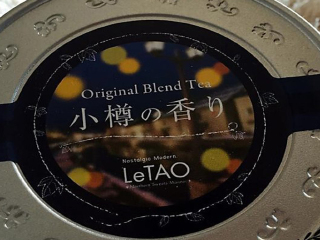 Original Blend Tea
小樽の香り
Nostalgic Modern
LeTAO